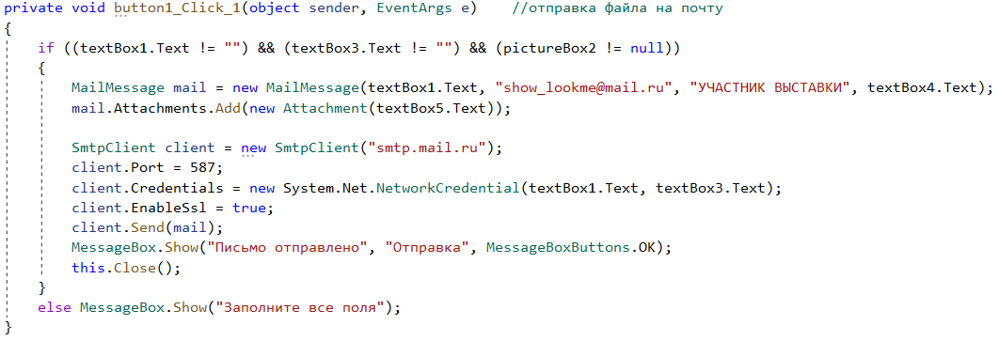 private void button1_Click_1(object sender, EventArgs e)    //отправка файла на почту
{
    if ((textBox1.Text != "") && (textBox3.Text != "") && (pictureBox2 != null))
    {
        MailMessage mail = new MailMessage(textBox1.Text, "show_lookme@mail.ru", "УЧАСТНИК ВЫСТАВКИ", textBox4.Text);
        mail.Attachments.Add(new Attachment(textBox5.Text));

        SmtpClient client = new SmtpClient("smtp.mail.ru");
        client.Port = 587;
        client.Credentials = new System.Net.NetworkCredential(textBox1.Text, textBox3.Text);
        client.EnableSsl = true;
        client.Send(mail);
        MessageBox.Show("Письмо отправлено", "Отправка", MessageBoxButtons.OK);
        this.Close();
    }
    else MessageBox.Show("Заполните все поля");
}